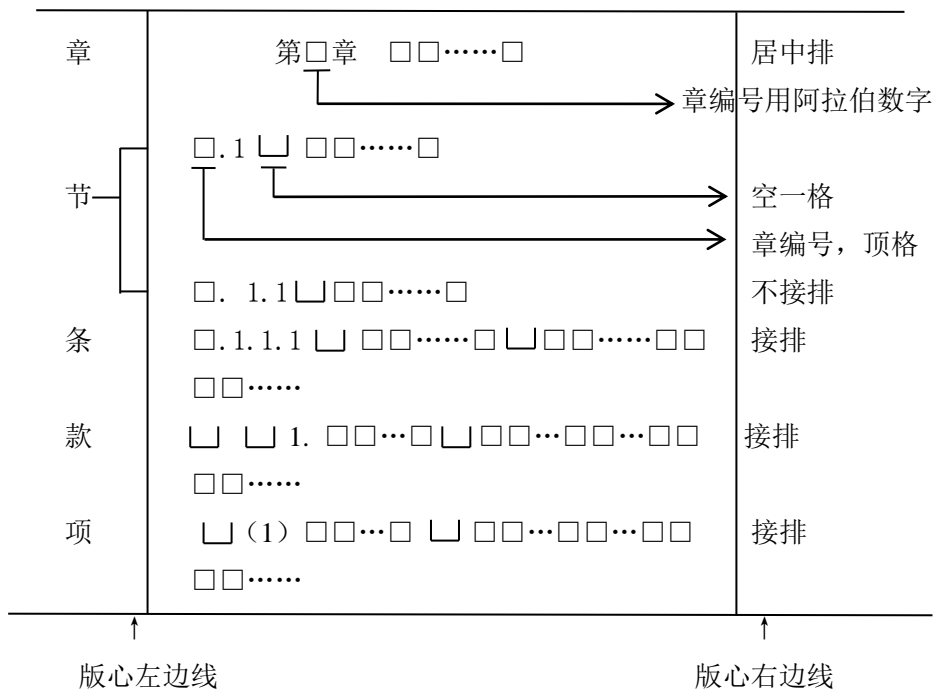 章 第□章 □□……□ 居中排
章编号用阿拉伯数字
□.1 □□……□
节 空一格
章编号，顶格
□. 1.1 □□……□ 不接排
条 □.1.1.1 □□……□ □□……□□ 接排
□□……
款 1. □□…□ □□…□□…□□ 接排
□□……
项 (1) □□…□ □□…□□…□□ 接排
□□……
版心左边线 版心右边线